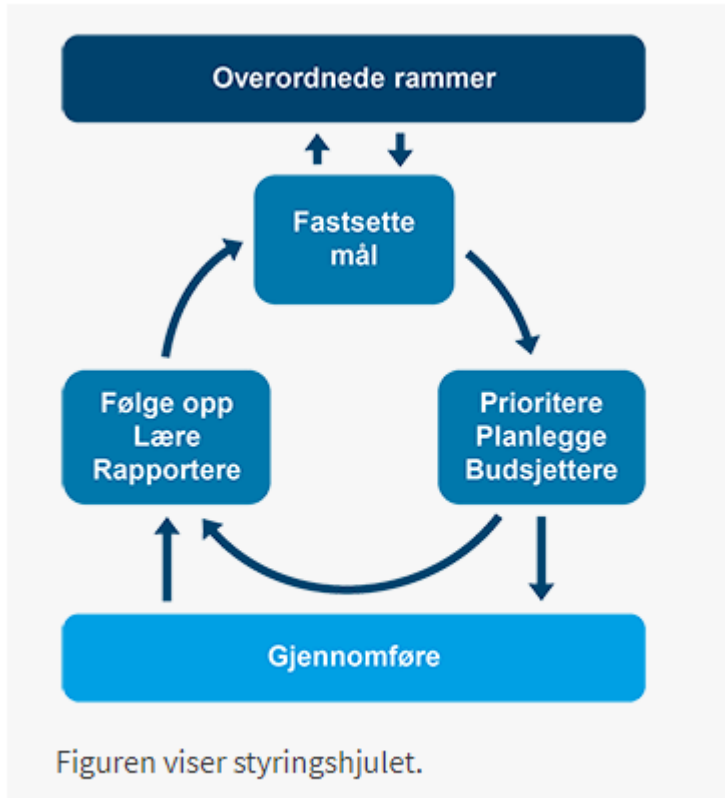 Overordnede rammer
Fastsette
mål
Følge opp
Lære
Rapportere
Prioritere
Planlegge
Budsjettere
Gjennomføre
Figuren viser styringshjulet.